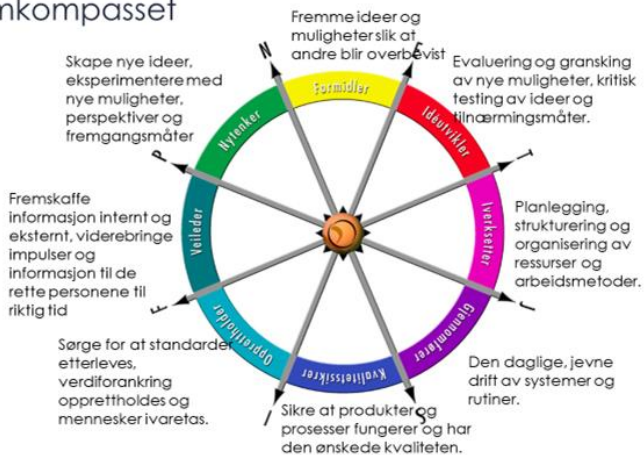 mkompasset
Fremme ideer og
muligheter slik at
andre blir overbevist
Skape nye ideer,
eksperimentere med
nye muligheter,
perspektiver og
fremgangsmåter
Evaluering og gransking
av nye muligheter, kritisk
testing av ideer og
tilnærmingsmåter.
N
E
Formidler
Nytenker
Idéutvikler
P
T
Fremskaffe
informasjon internt og
eksternt, viderebringe
impulser og
informasjon til de
rette personene til
riktig tid
Veileder
Iverksetter
Planlegging,
strukturering og
organisering av
ressurser og
arbeidsmetoder.
F
J
Opprettholder
Gjennomfører
Kvalitetssikrer
Sørge for at standarder
etterleves,
verdiforankring
opprettholdes og
mennesker ivaretas.
Den daglige, jevne
drift av systemer og
rutiner.
I
S
Sikre at produkter og
prosesser fungerer og har
den ønskede kvaliteten.